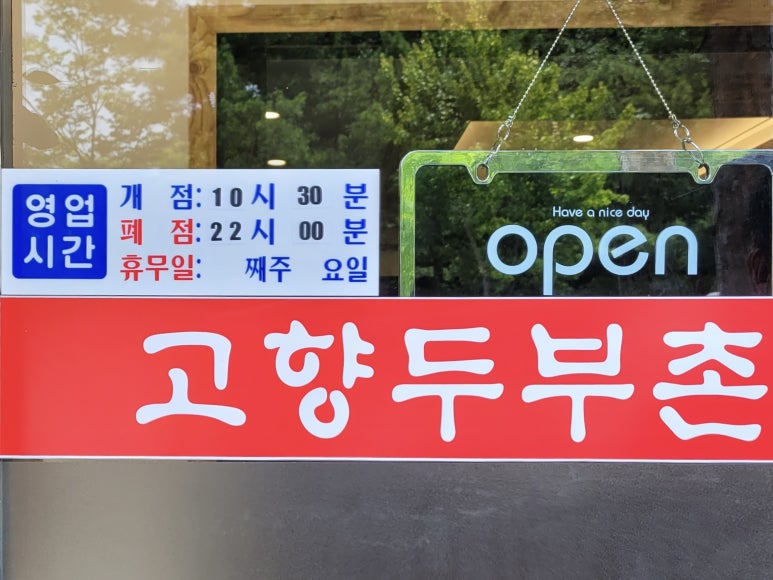 영업
시간
개 점: 10시 30 분
폐 점: 22시 00 분
휴무일: 째주 요일
Have a nice day
open
고향두부촌